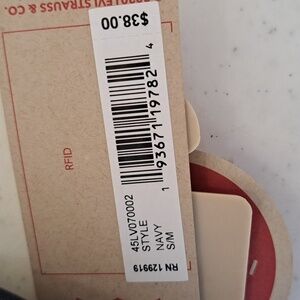 LEVI STRAUSS & CO.
$38.00
RFID
1 93671 19782 4
45LV070002
STYLE
NAVY
S/M
RN 129919